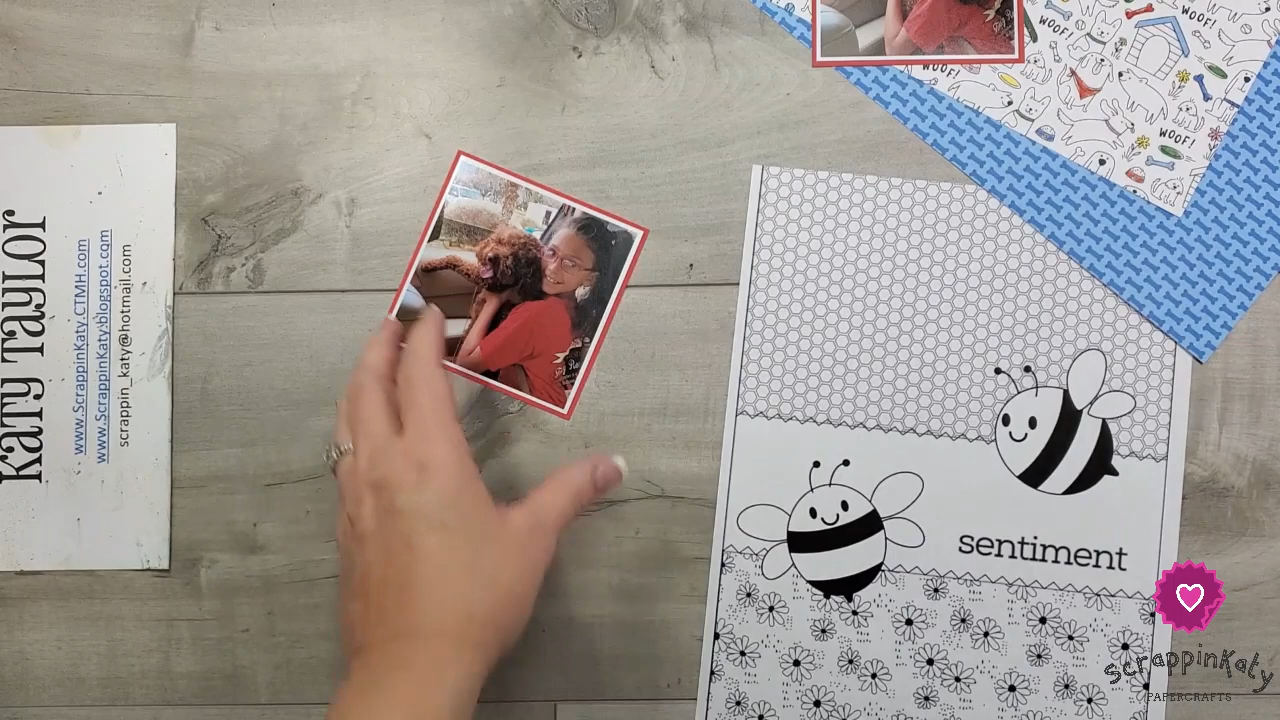 Katy Taylor
www.ScrappinKaty.CTMH.com
www.ScrappinKaty.blogspot.com
scrappin_katy@hotmail.com
WOOF!
WOOF!
WOOF!
WOOF!
sentiment
scrappinKaty
PAPERCRAFTS